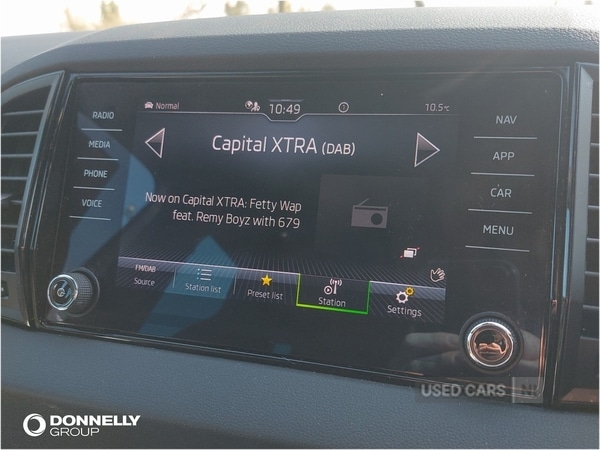 RADIO
MEDIA
PHONE
VOICE
Normal
10:49
10.5°C
Capital XTRA (DAB)
Now on Capital XTRA: Fetty Wap
feat. Remy Boyz with 679
FM/DAB
Source
Station list
Preset list
Station
Settings
NAV
APP
CAR
MENU
USED CARS NI
DONNELLY
GROUP